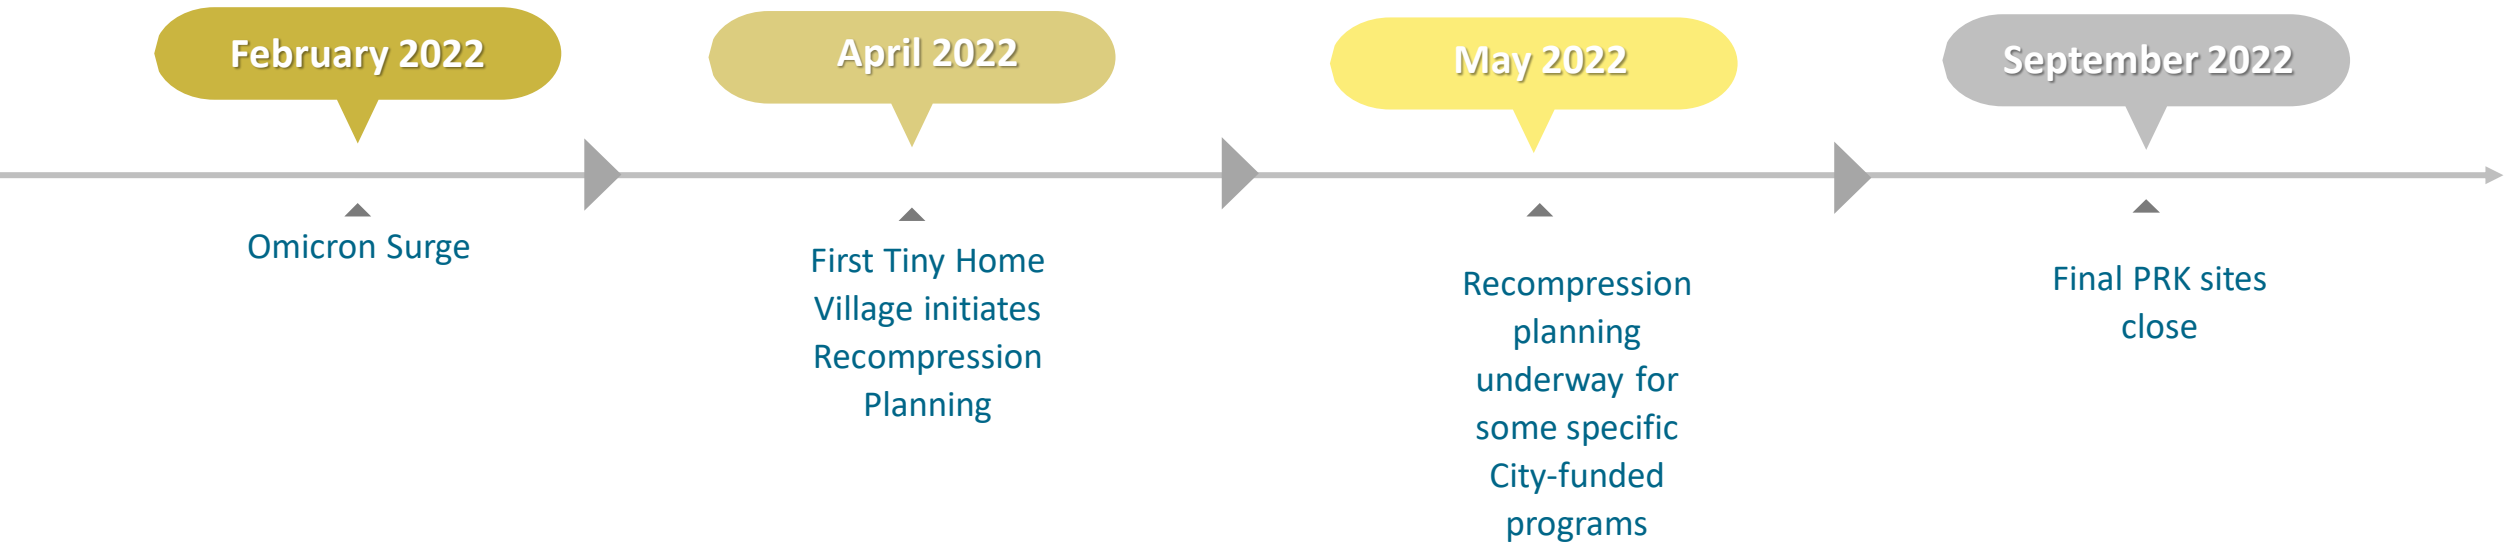 February 2022
Omicron Surge
April 2022
First Tiny Home
Village initiates
Recompression
Planning
May 2022
Recompression
planning
underway for
some specific
City-funded
programs
September 2022
Final PRK sites
close